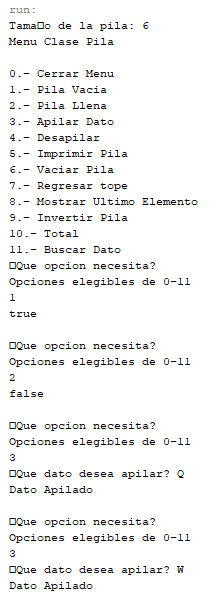 run:
Tama□o de la pila: 6
Menu Clase Pila
0.- Cerrar Menu
1.- Pila Vacia
2.- Pila Llena
3.- Apilar Dato
4.- Desapilar
5.- Imprimir Pila
6.- Vaciar Pila
7.- Regresar tope
8.- Mostrar Ultimo Elemento
9.- Invertir Pila
10.- Total
11.- Buscar Dato
□Que opcion necesita?
Opciones elegibles de 0-11
1
true
□Que opcion necesita?
Opciones elegibles de 0-11
2
false
□Que opcion necesita?
Opciones elegibles de 0-11
3
□Que dato desea apilar? Q
Dato Apilado
□Que opcion necesita?
Opciones elegibles de 0-11
3
□Que dato desea apilar? W
Dato Apilado